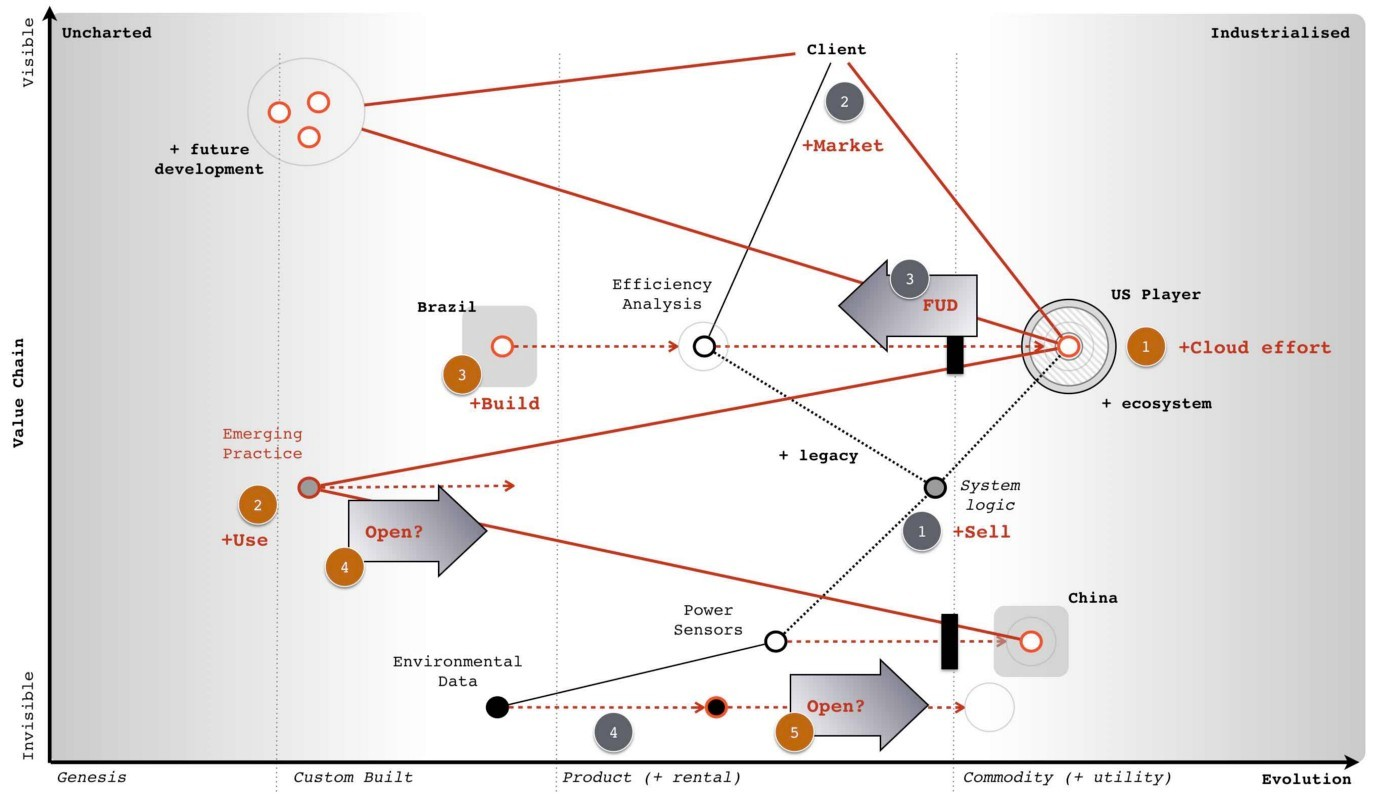 Visible
Uncharted
Client
Industrialised
2
+ future
development
+Market
Efficiency
Analysis
3
FUD
US Player
Brazil
1
+Cloud effort
3
+Build
+ ecosystem
Value Chain
Emerging
Practice
+ legacy
System
logic
2
+Use
Open?
4
1
+Sell
China
Power
Sensors
Environmental
Data
Open?
4
5
Invisible
Genesis
Custom Built
Product (+ rental)
Commodity (+ utility)
Evolution